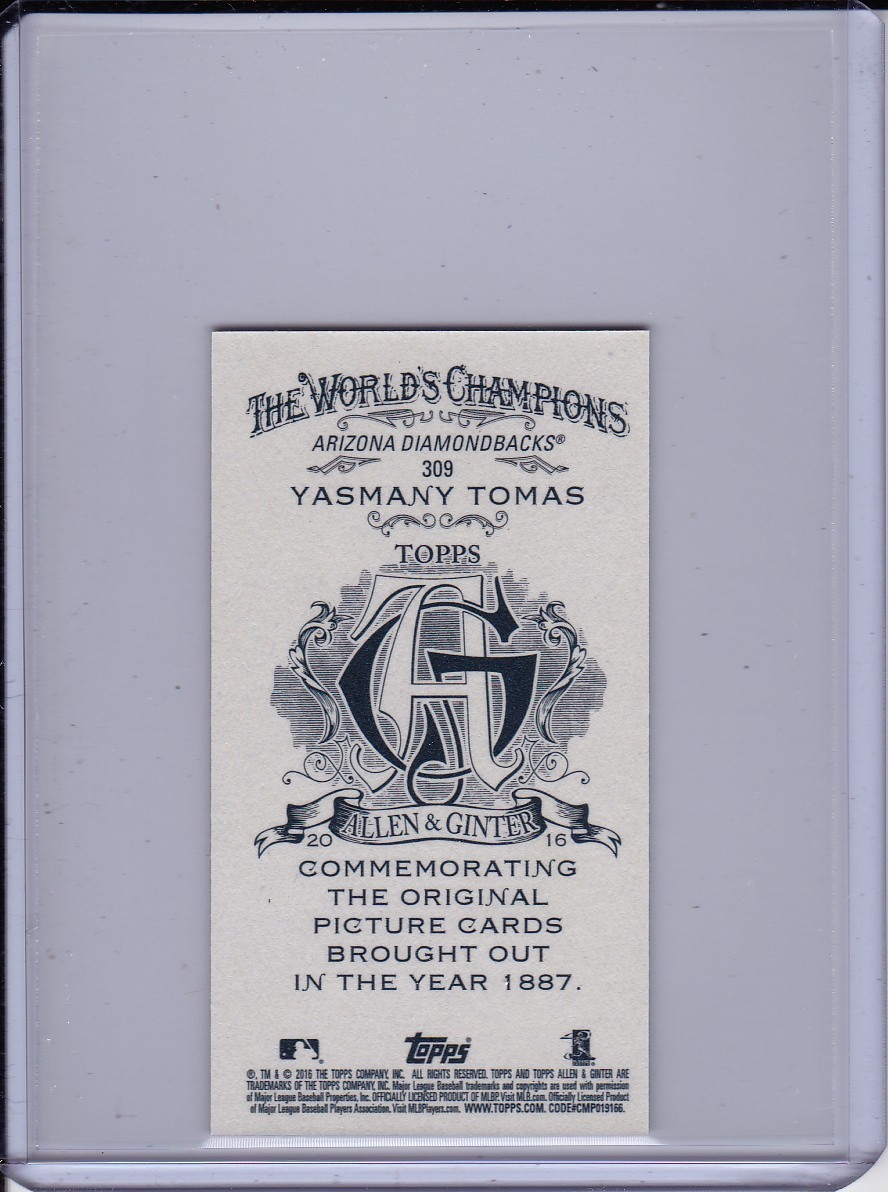 THE WORLD'S CHAMPIONS
ARIZONA DIAMONDBACKS®
309
YASMANY TOMAS
TOPPS
AG
ALLEN & GINTER
20 16
COMMEMORATING
THE ORIGINAL
PICTURE CARDS
BROUGHT OUT
IN THE YEAR 1887.
topps
®, TM & © 2016 THE TOPPS COMPANY, INC. ALL RIGHTS RESERVED. TOPPS AND TOPPS ALLEN & GINTER ARE
TRADEMARKS OF THE TOPPS COMPANY, INC. Major League Baseball trademarks and copyrights are used with permission
of Major League Baseball Properties, Inc. OFFICIALLY LICENSED PRODUCT OF MLBP. Visit MLB.com. Officially Licensed Product
of Major League Baseball Players Association. Visit MLBPlayers.com. WWW.TOPPS.COM. CODE#CMP019166.